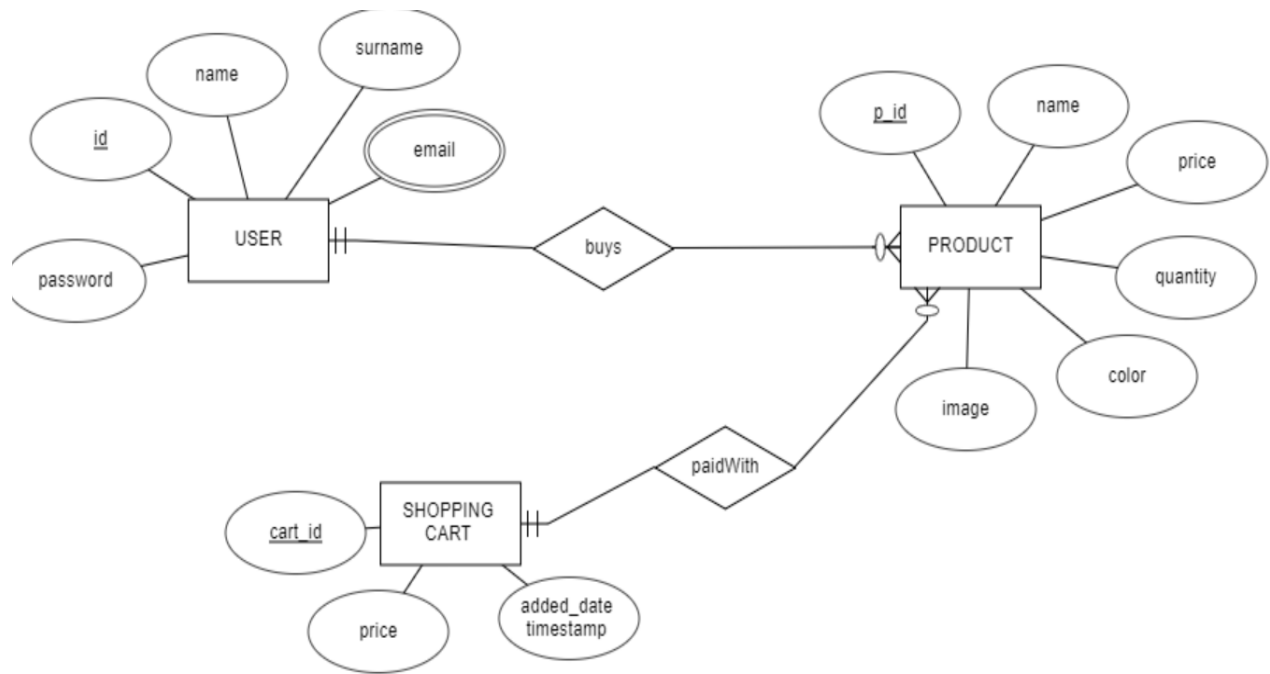 surname
name
id
email
USER
password
buys
p_id
name
price
PRODUCT
quantity
color
image
paidWith
SHOPPING
CART
cart_id
price
added_date
timestamp